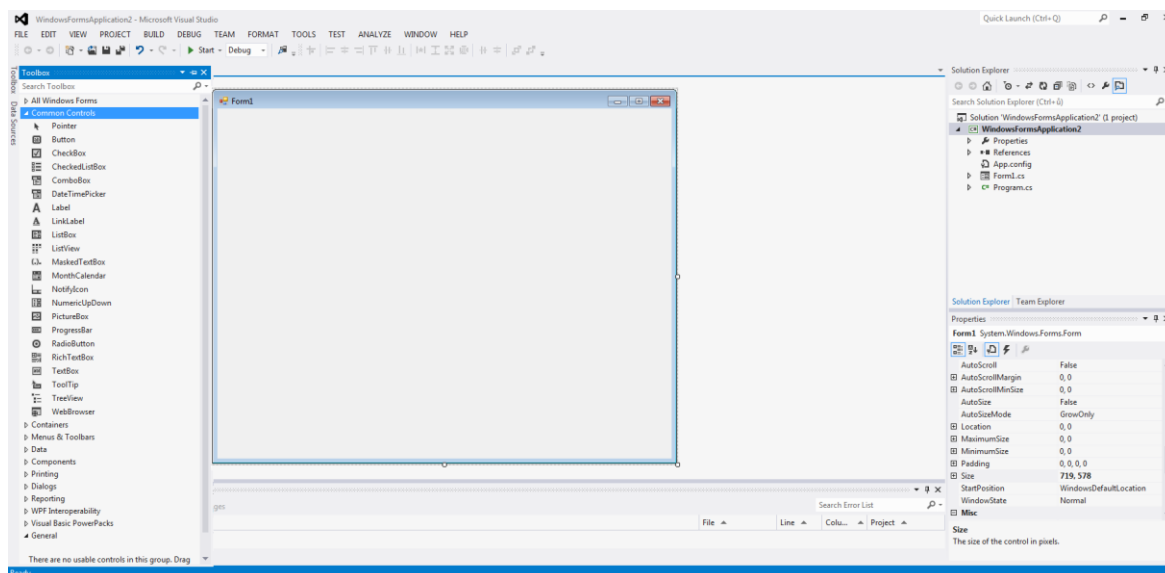 WindowsFormsApplication2 - Microsoft Visual Studio
Quick Launch (Ctrl+Q)
FILE EDIT VIEW PROJECT BUILD DEBUG TEAM FORMAT TOOLS TEST ANALYZE WINDOW HELP
Start Debug
Toolbox
Data Sources
Toolbox
Search Toolbox
All Windows Forms
Common Controls
Pointer
Button
CheckBox
CheckedListBox
ComboBox
DateTimePicker
Label
LinkLabel
ListBox
ListView
MaskedTextBox
MonthCalendar
NotifyIcon
NumericUpDown
PictureBox
ProgressBar
RadioButton
RichTextBox
TextBox
ToolTip
TreeView
WebBrowser
Containers
Menus & Toolbars
Data
Components
Printing
Dialogs
Reporting
WPF Interoperability
Visual Basic PowerPacks
General
There are no usable controls in this group. Drag
Form1
ges
Search Error List
File Line Colu... Project
Solution Explorer
Search Solution Explorer (Ctrl+ü)
Solution 'WindowsFormsApplication2' (1 project)
WindowsFormsApplication2
Properties
References
App.config
Form1.cs
C# Program.cs
Solution Explorer Team Explorer
Properties
Form1 System.Windows.Forms.Form
AutoScroll False
AutoScrollMargin 0, 0
AutoScrollMinSize 0, 0
AutoSize False
AutoSizeMode GrowOnly
Location 0, 0
MaximumSize 0, 0
MinimumSize 0, 0
Padding 0, 0, 0, 0
Size 719, 578
StartPosition WindowsDefaultLocation
WindowState Normal
Misc
Size
The size of the control in pixels.
Ready